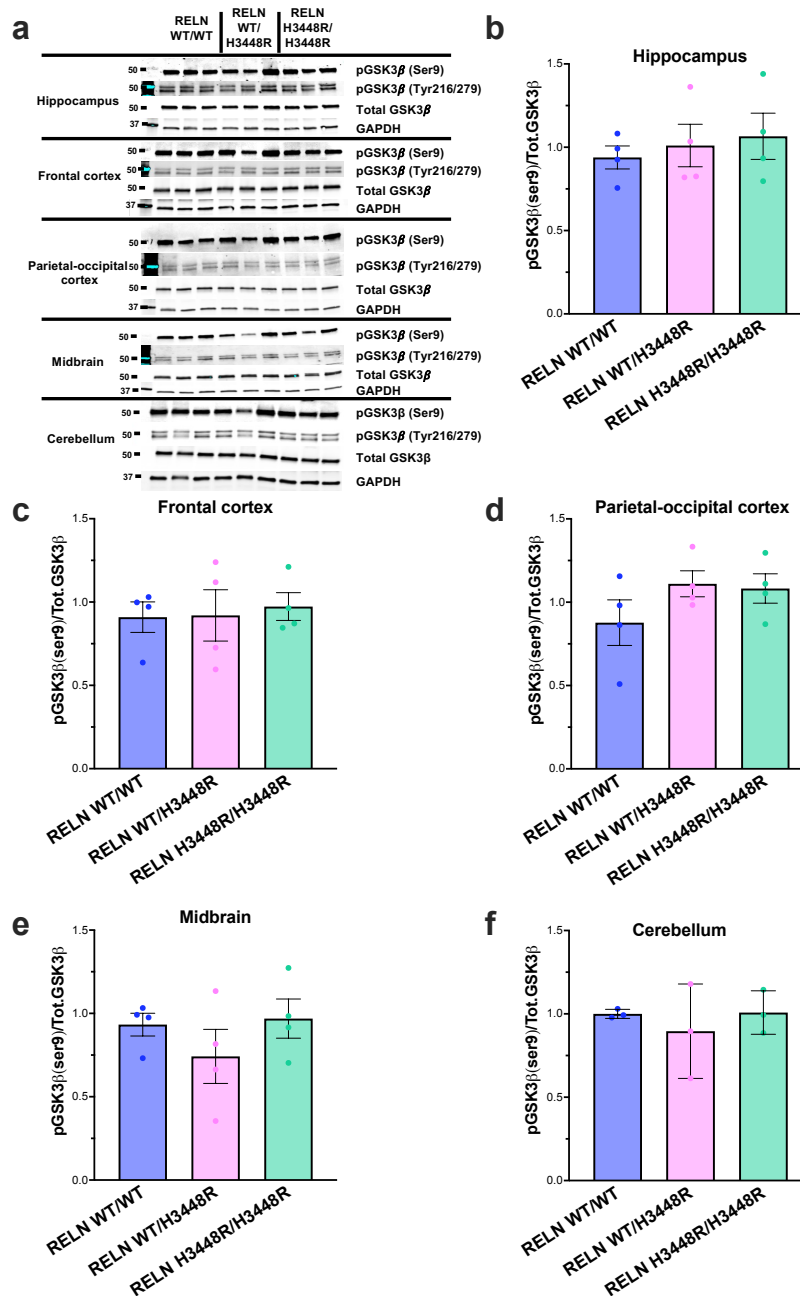 a
RELN
WT/WT
RELN
WT/
H3448R
RELN
H3448R/
H3448R
Hippocampus
50
pGSK3β (Ser9)
50
pGSK3β (Tyr216/279)
50
Total GSK3β
37
GAPDH
Frontal cortex
50
pGSK3β (Ser9)
50
pGSK3β (Tyr216/279)
50
Total GSK3β
37
GAPDH
Parietal-occipital
cortex
50
pGSK3β (Ser9)
50
pGSK3β (Tyr216/279)
50
Total GSK3β
37
GAPDH
Midbrain
50
pGSK3β (Ser9)
50
pGSK3β (Tyr216/279)
50
Total GSK3β
37
GAPDH
Cerebellum
50
pGSK3β (Ser9)
50
pGSK3β (Tyr216/279)
50
Total GSK3β
37
GAPDH
b
Hippocampus
pGSK3β(ser9)/Tot.GSK3β
1.5
1.0
0.5
0.0
RELN WT/WT
RELN WT/H3448R
RELN H3448R/H3448R
c
Frontal cortex
pGSK3β(ser9)/Tot.GSK3β
1.5
1.0
0.5
0.0
RELN WT/WT
RELN WT/H3448R
RELN H3448R/H3448R
d
Parietal-occipital cortex
pGSK3β(ser9)/Tot.GSK3β
1.5
1.0
0.5
0.0
RELN WT/WT
RELN WT/H3448R
RELN H3448R/H3448R
e
Midbrain
pGSK3β(ser9)/Tot.GSK3β
1.5
1.0
0.5
0.0
RELN WT/WT
RELN WT/H3448R
RELN H3448R/H3448R
f
Cerebellum
pGSK3β(ser9)/Tot.GSK3β
1.5
1.0
0.5
0.0
RELN WT/WT
RELN WT/H3448R
RELN H3448R/H3448R